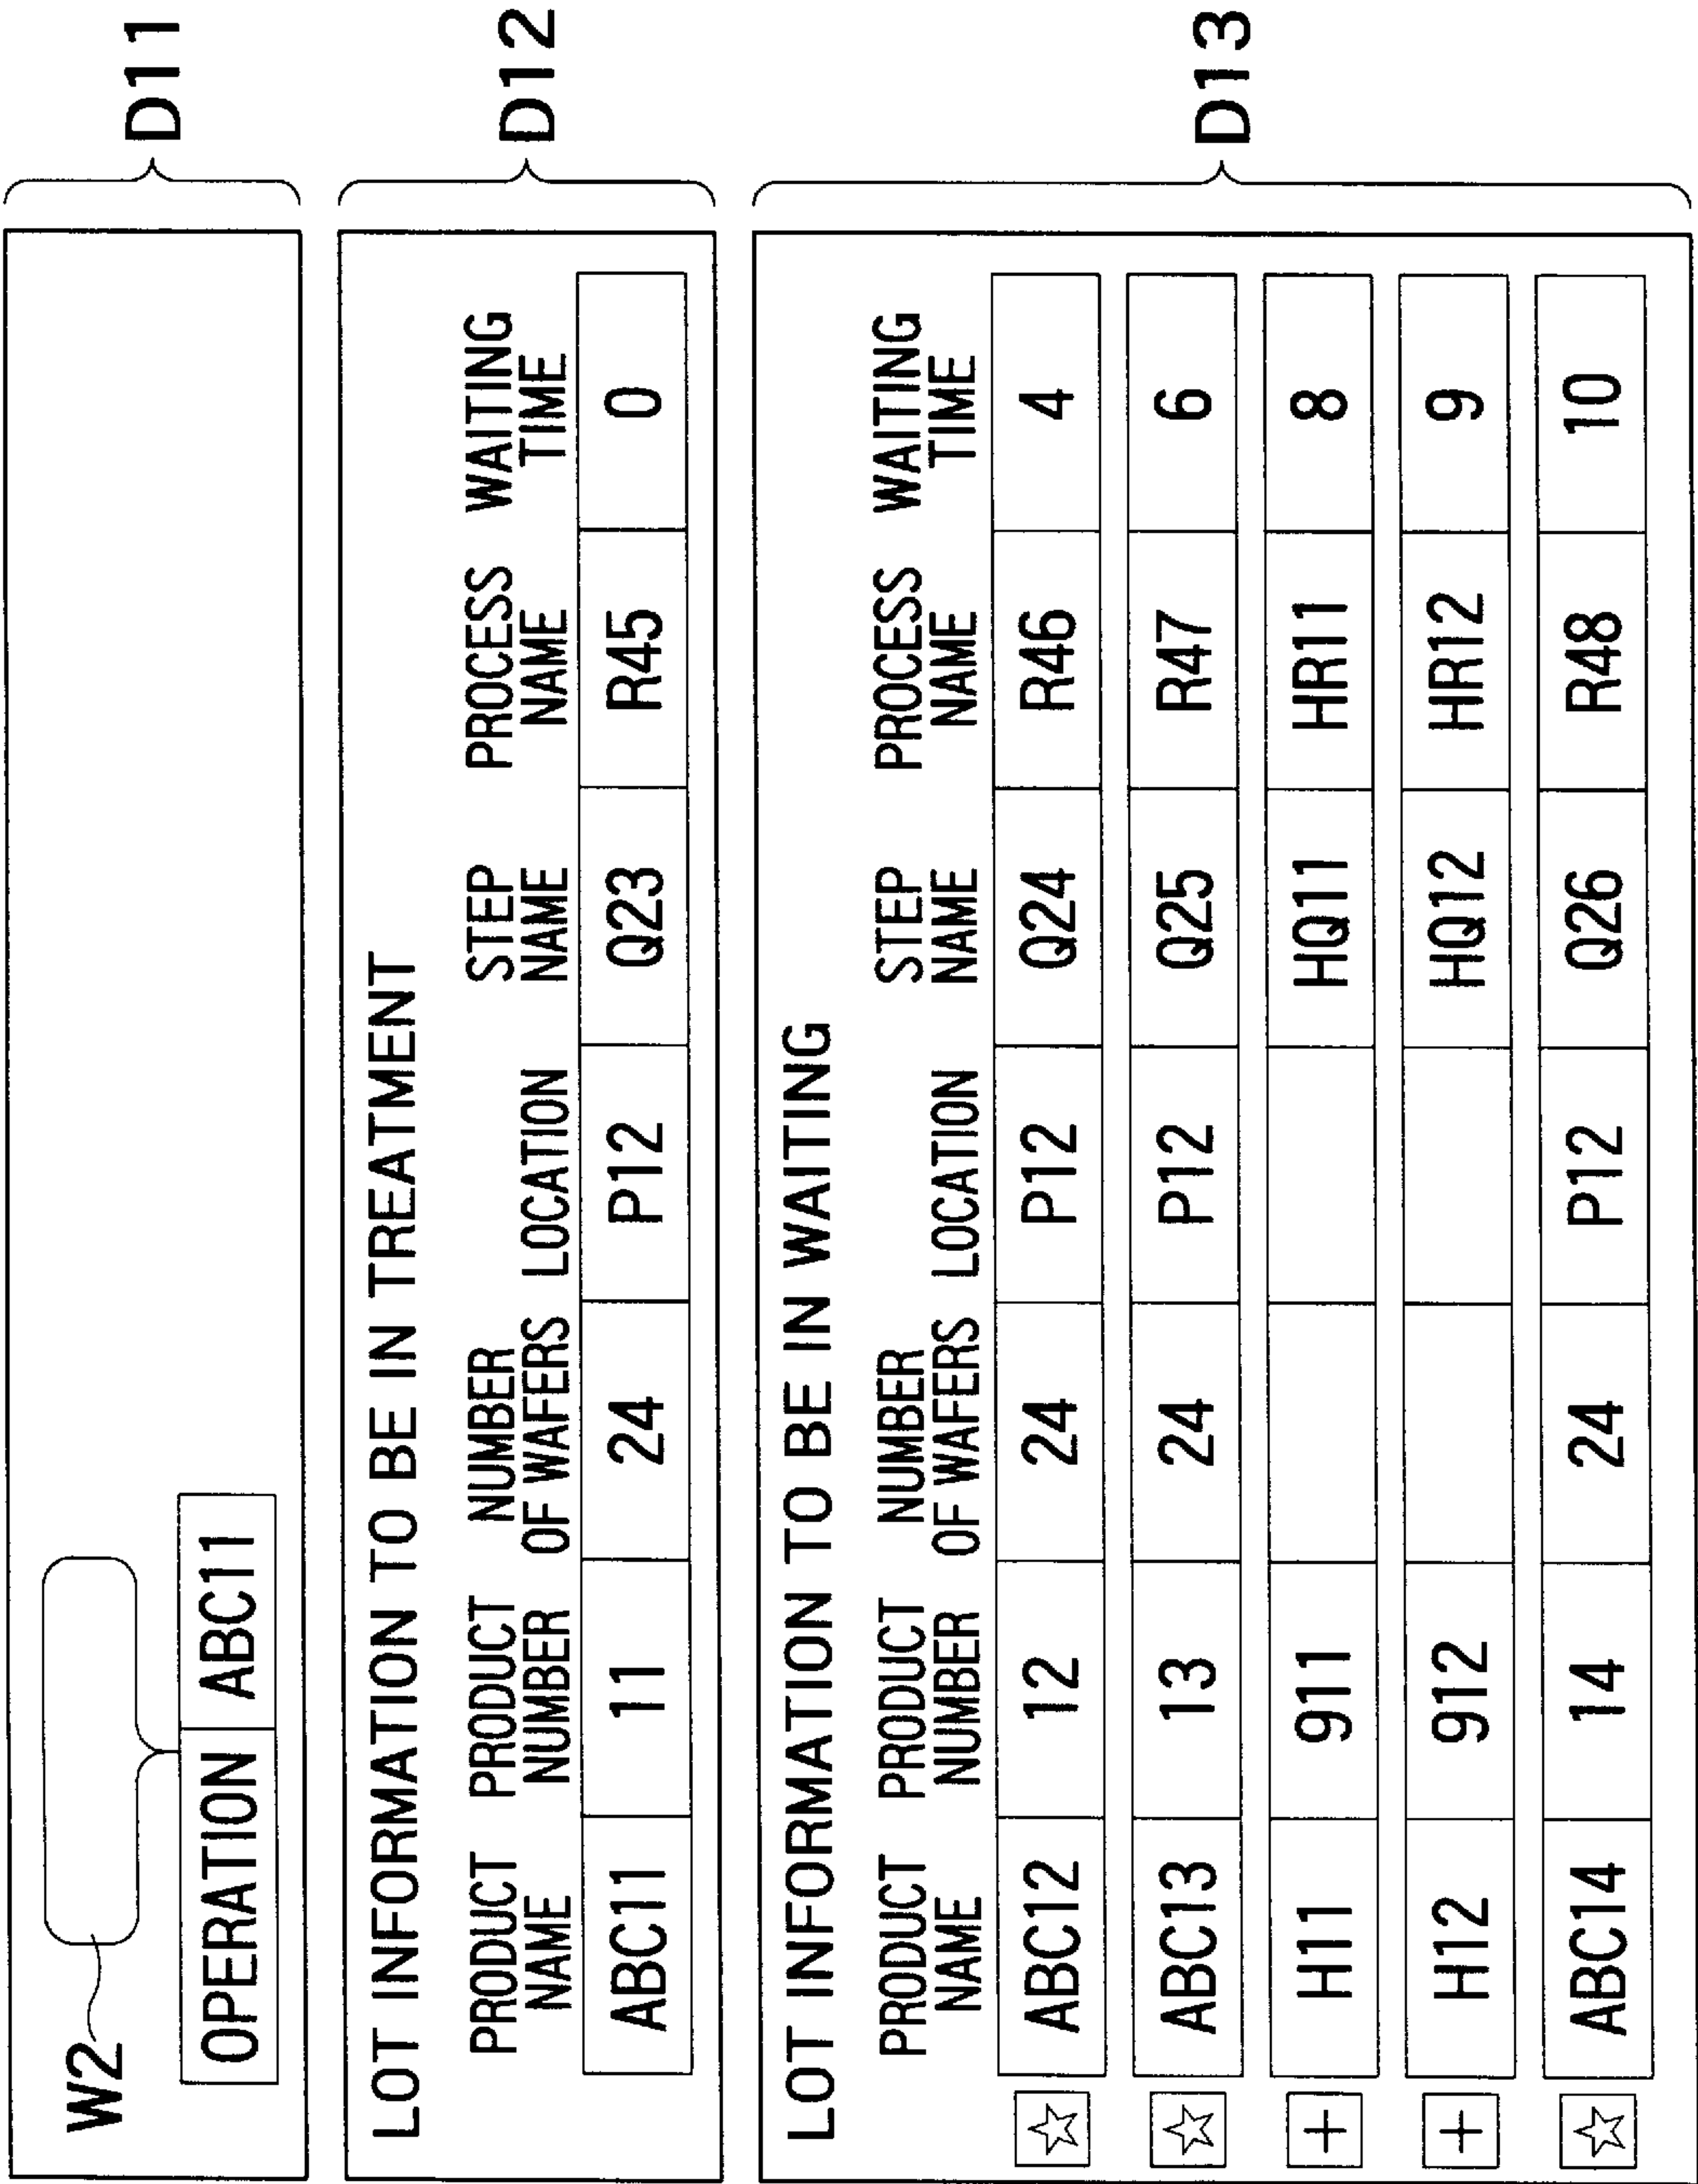 W2
OPERATION ABC11
D11
LOT INFORMATION TO BE IN TREATMENT
PRODUCT NAME PRODUCT NUMBER NUMBER OF WAFERS LOCATION STEP NAME PROCESS NAME WAITING TIME
ABC11 11 24 P12 Q23 R45 0
D12
LOT INFORMATION TO BE IN WAITING
PRODUCT NAME PRODUCT NUMBER NUMBER OF WAFERS LOCATION STEP NAME PROCESS NAME WAITING TIME
☆ ABC12 12 24 P12 Q24 R46 4
☆ ABC13 13 24 P12 Q25 R47 6
+ H11 911 HQ11 HR11 8
+ H12 912 HQ12 HR12 9
☆ ABC14 14 24 P12 Q26 R48 10
D13